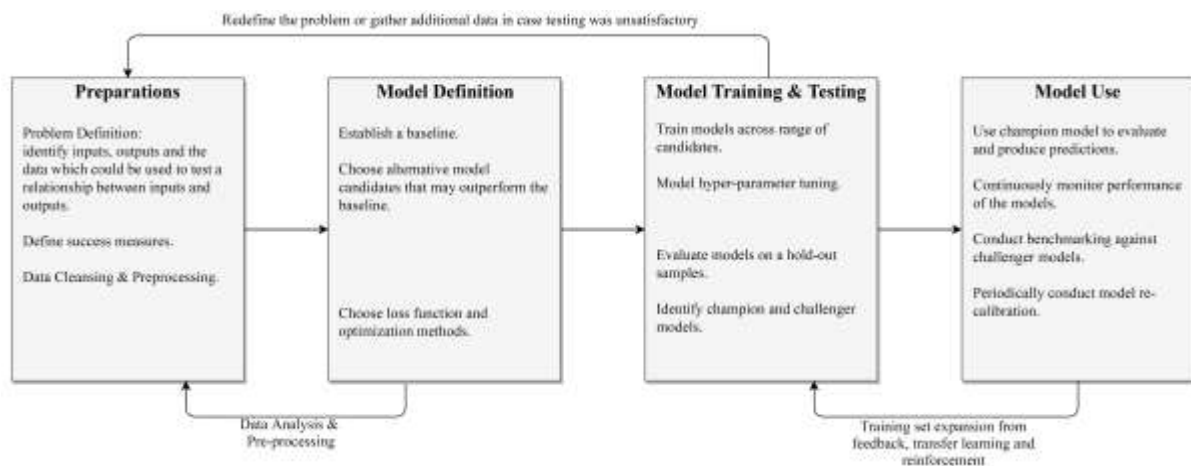 Redefine the problem or gather additional data in case testing was unsatisfactory
Preparations
Problem Definition:
identify inputs, outputs and the
data which could be used to test a
relationship between inputs and
outputs.
Define success measures.
Data Cleansing & Preprocessing.
Model Definition
Establish a baseline.
Choose alternative model
candidates that may outperform the
baseline.
Choose loss function and
optimization methods.
Model Training & Testing
Train models across range of
candidates.
Model hyper-parameter tuning.
Evaluate models on a hold-out
samples.
Identify champion and challenger
models.
Model Use
Use champion model to evaluate
and produce predictions.
Continuously monitor performance
of the models.
Conduct benchmarking against
challenger models.
Periodically conduct model re-
calibration.
Data Analysis &
Pre-processing
Training set expansion from
feedback, transfer learning and
reinforcement